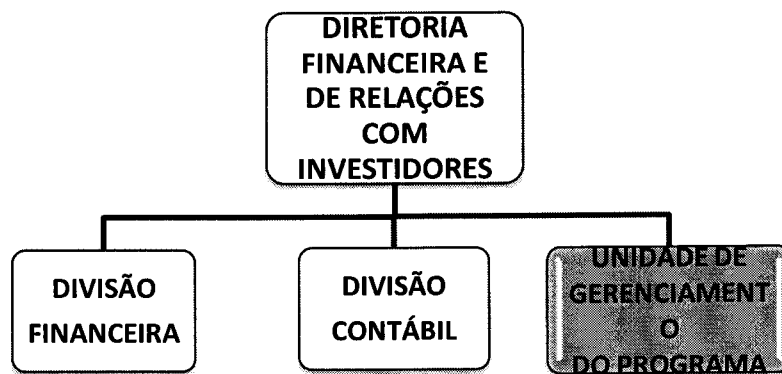 DIRETORIA
FINANCEIRA E
DE RELAÇÕES
COM
INVESTIDORES
DIVISÃO
FINANCEIRA
DIVISÃO
CONTÁBIL
UNIDADE DE
GERENCIAMENT
O
DO PROGRAMA